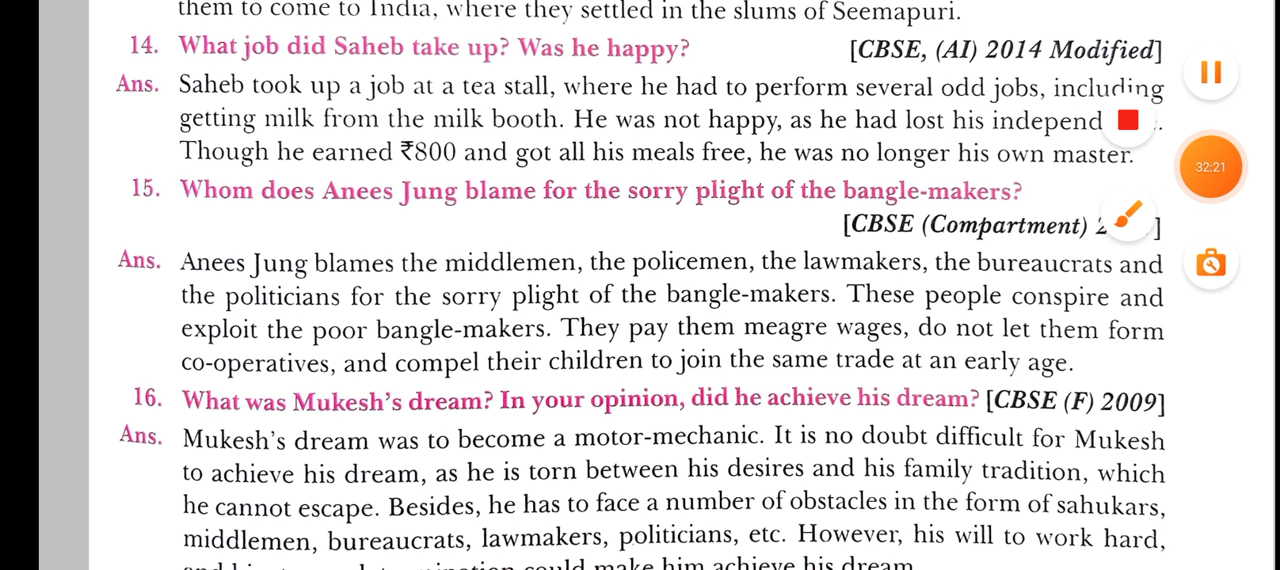 them to come to India, where they settled in the slums of Seemapuri.
14. What job did Saheb take up? Was he happy? [CBSE, (AI) 2014 Modified]
Ans. Saheb took up a job at a tea stall, where he had to perform several odd jobs, including
getting milk from the milk booth. He was not happy, as he had lost his
Though he earned ₹800 and got all his meals free, he was no longer his own master.
15. Whom does Anees Jung blame for the sorry plight of the bangle-makers?
[CBSE (Compartment) ]
Ans. Anees Jung blames the middlemen, the policemen, the lawmakers, the bureaucrats and
the politicians for the sorry plight of the bangle-makers. These people conspire and
exploit the poor bangle-makers. They pay them meagre wages, do not let them form
co-operatives, and compel their children to join the same trade at an early age.
16. What was Mukesh's dream? In your opinion, did he achieve his dream? [CBSE (F) 2009]
Ans. Mukesh's dream was to become a motor-mechanic. It is no doubt difficult for Mukesh
to achieve his dream, as he is torn between his desires and his family tradition, which
he cannot escape. Besides, he has to face a number of obstacles in the form of sahukars,
middlemen, bureaucrats, lawmakers, politicians, etc. However, his will to work hard,
could make him achieve his dream
32:21